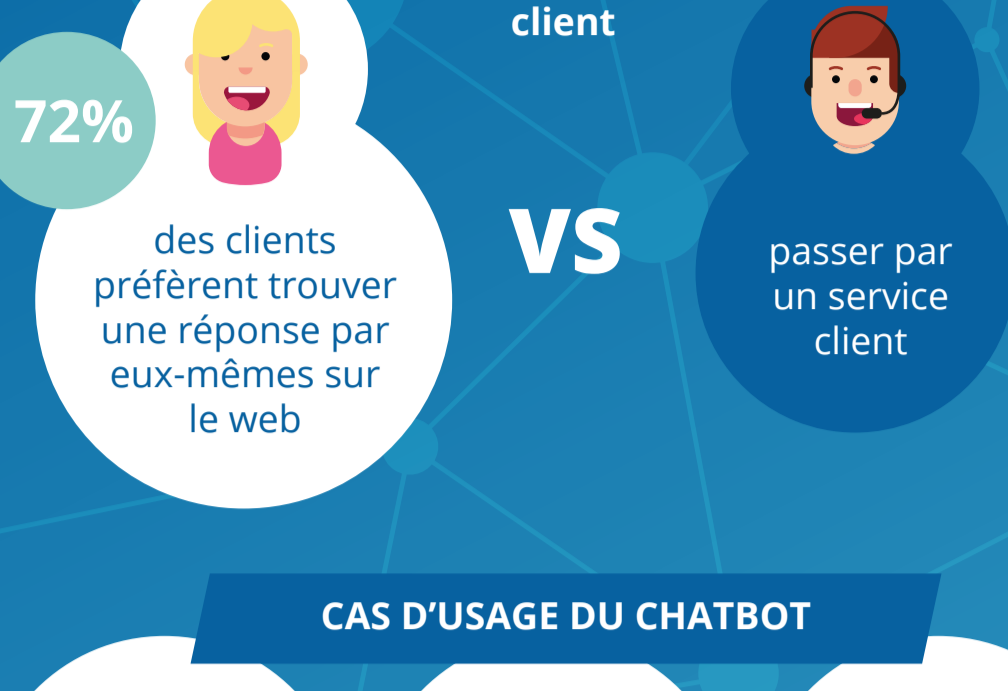 client
72%
des clients
préfèrent trouver
une réponse par
eux-mêmes sur
le web
VS
passer par
un service
client
CAS D’USAGE DU CHATBOT